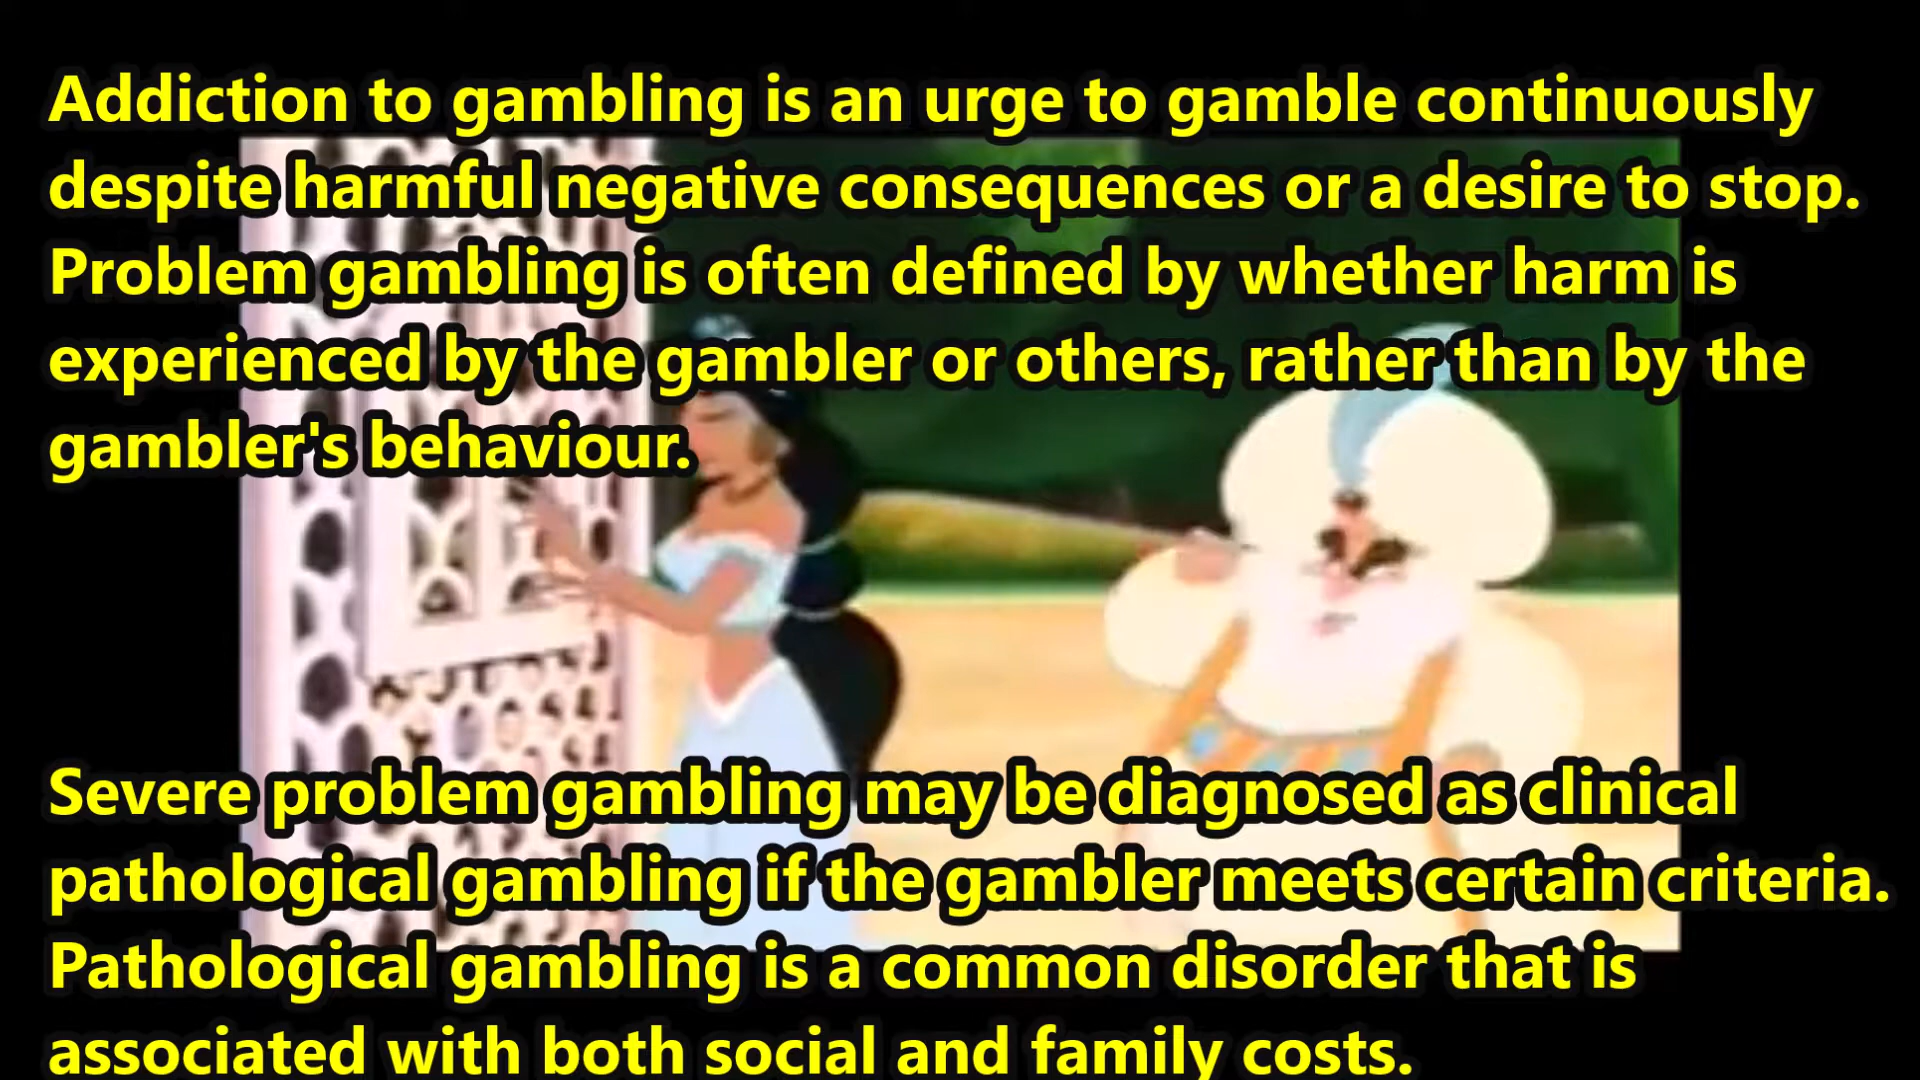 Addiction to gambling is an urge to gamble continuously
despite harmful negative consequences or a desire to stop.
Problem gambling is often defined by whether harm is
experienced by the gambler or others, rather than by the
gambler's behaviour.
Severe problem gambling may be diagnosed as clinical
pathological gambling if the gambler meets certain criteria.
Pathological gambling is a common disorder that is
associated with both social and family costs.